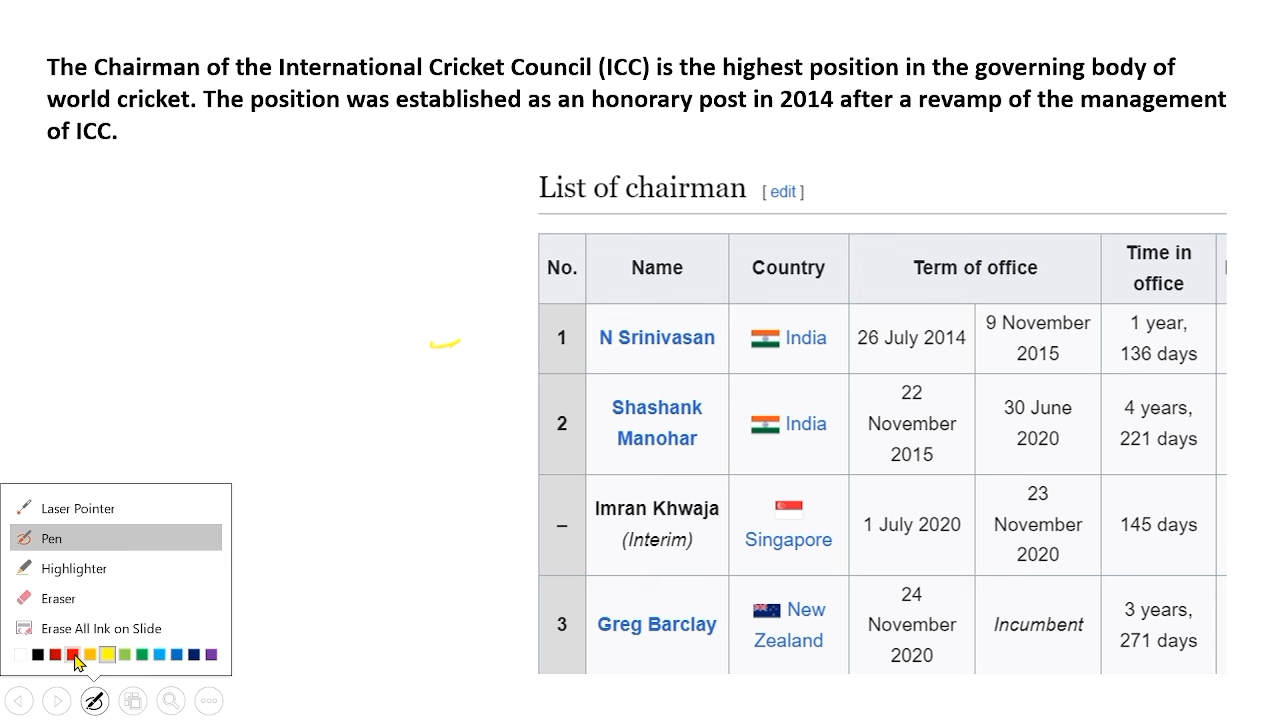 The Chairman of the International Cricket Council (ICC) is the highest position in the governing body of
world cricket. The position was established as an honorary post in 2014 after a revamp of the management
of ICC.
List of chairman [ edit ]
No. Name Country Term of office Time in office
1 N Srinivasan India 26 July 2014 9 November 2015 1 year, 136 days
2 Shashank Manohar India 22 November 2015 30 June 2020 4 years, 221 days
– Imran Khwaja (Interim) Singapore 1 July 2020 23 November 2020 145 days
3 Greg Barclay New Zealand 24 November 2020 Incumbent 3 years, 271 days
Laser Pointer
Pen
Highlighter
Eraser
Erase All Ink on Slide